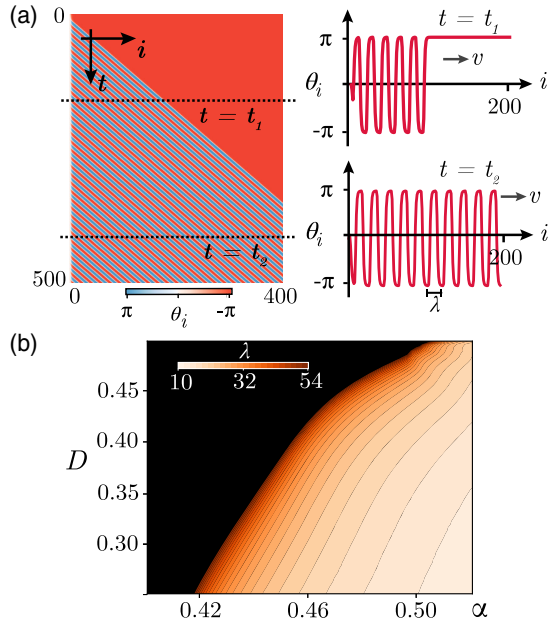 (a)
0
i
t
t = t₁
t = t₂
500
0
400
π
θᵢ
-π
π
t = t₁
v
θᵢ
i
200
-π
π
t = t₂
v
θᵢ
i
200
-π
λ
(b)
λ
10
32
54
0.45
D
0.40
0.35
0.30
0.42
0.46
0.50
α